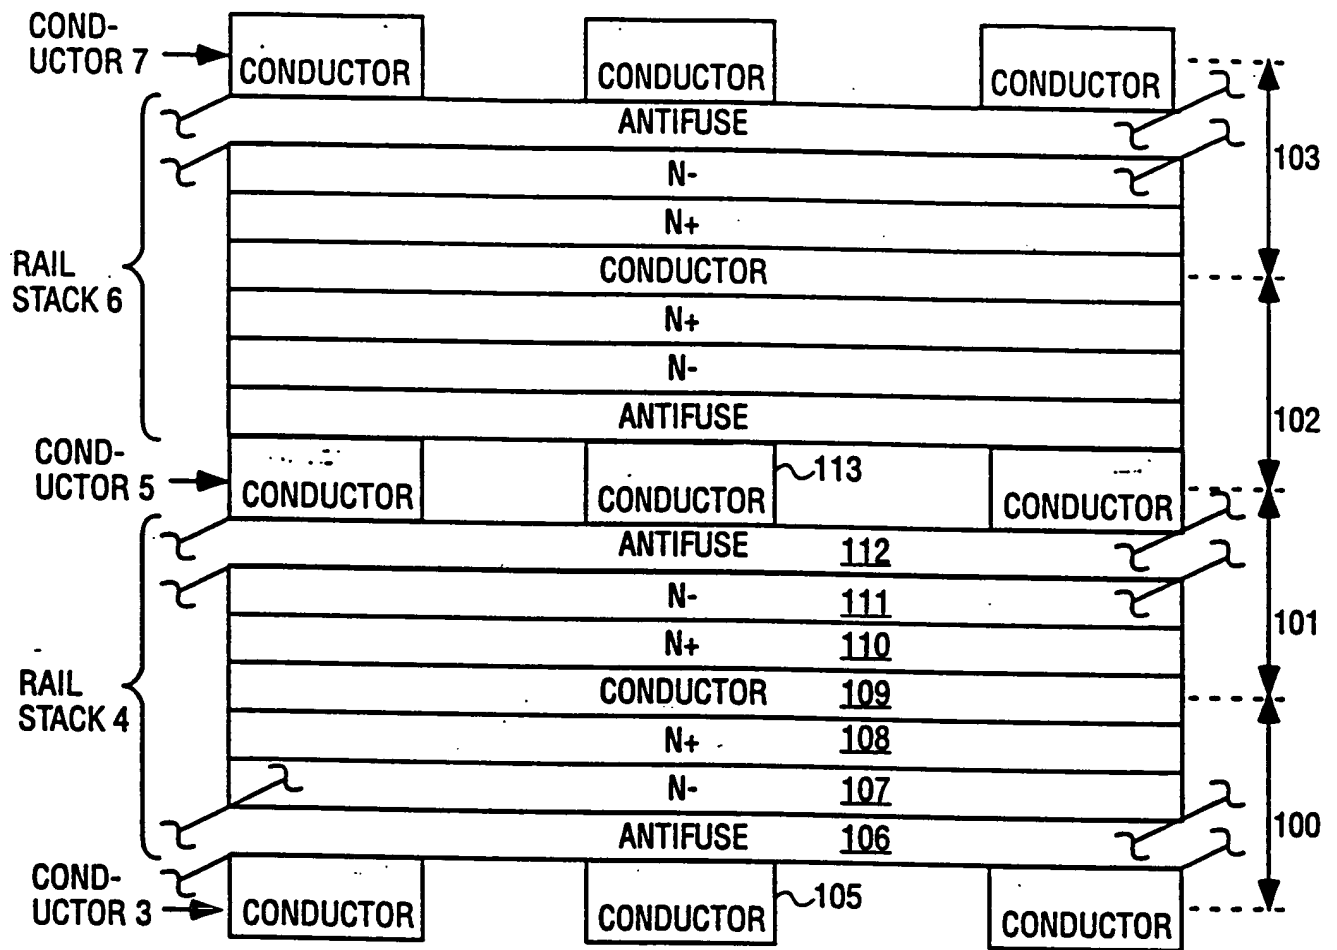 COND-
UCTOR 7
CONDUCTOR CONDUCTOR CONDUCTOR
ANTIFUSE
103
N-
N+
RAIL
STACK 6
CONDUCTOR
N+
N-
102
ANTIFUSE
COND-
UCTOR 5
113
CONDUCTOR CONDUCTOR CONDUCTOR
ANTIFUSE 112
N- 111
101
N+ 110
RAIL
STACK 4
CONDUCTOR 109
N+ 108
N- 107
100
ANTIFUSE 106
COND-
UCTOR 3
105
CONDUCTOR CONDUCTOR CONDUCTOR